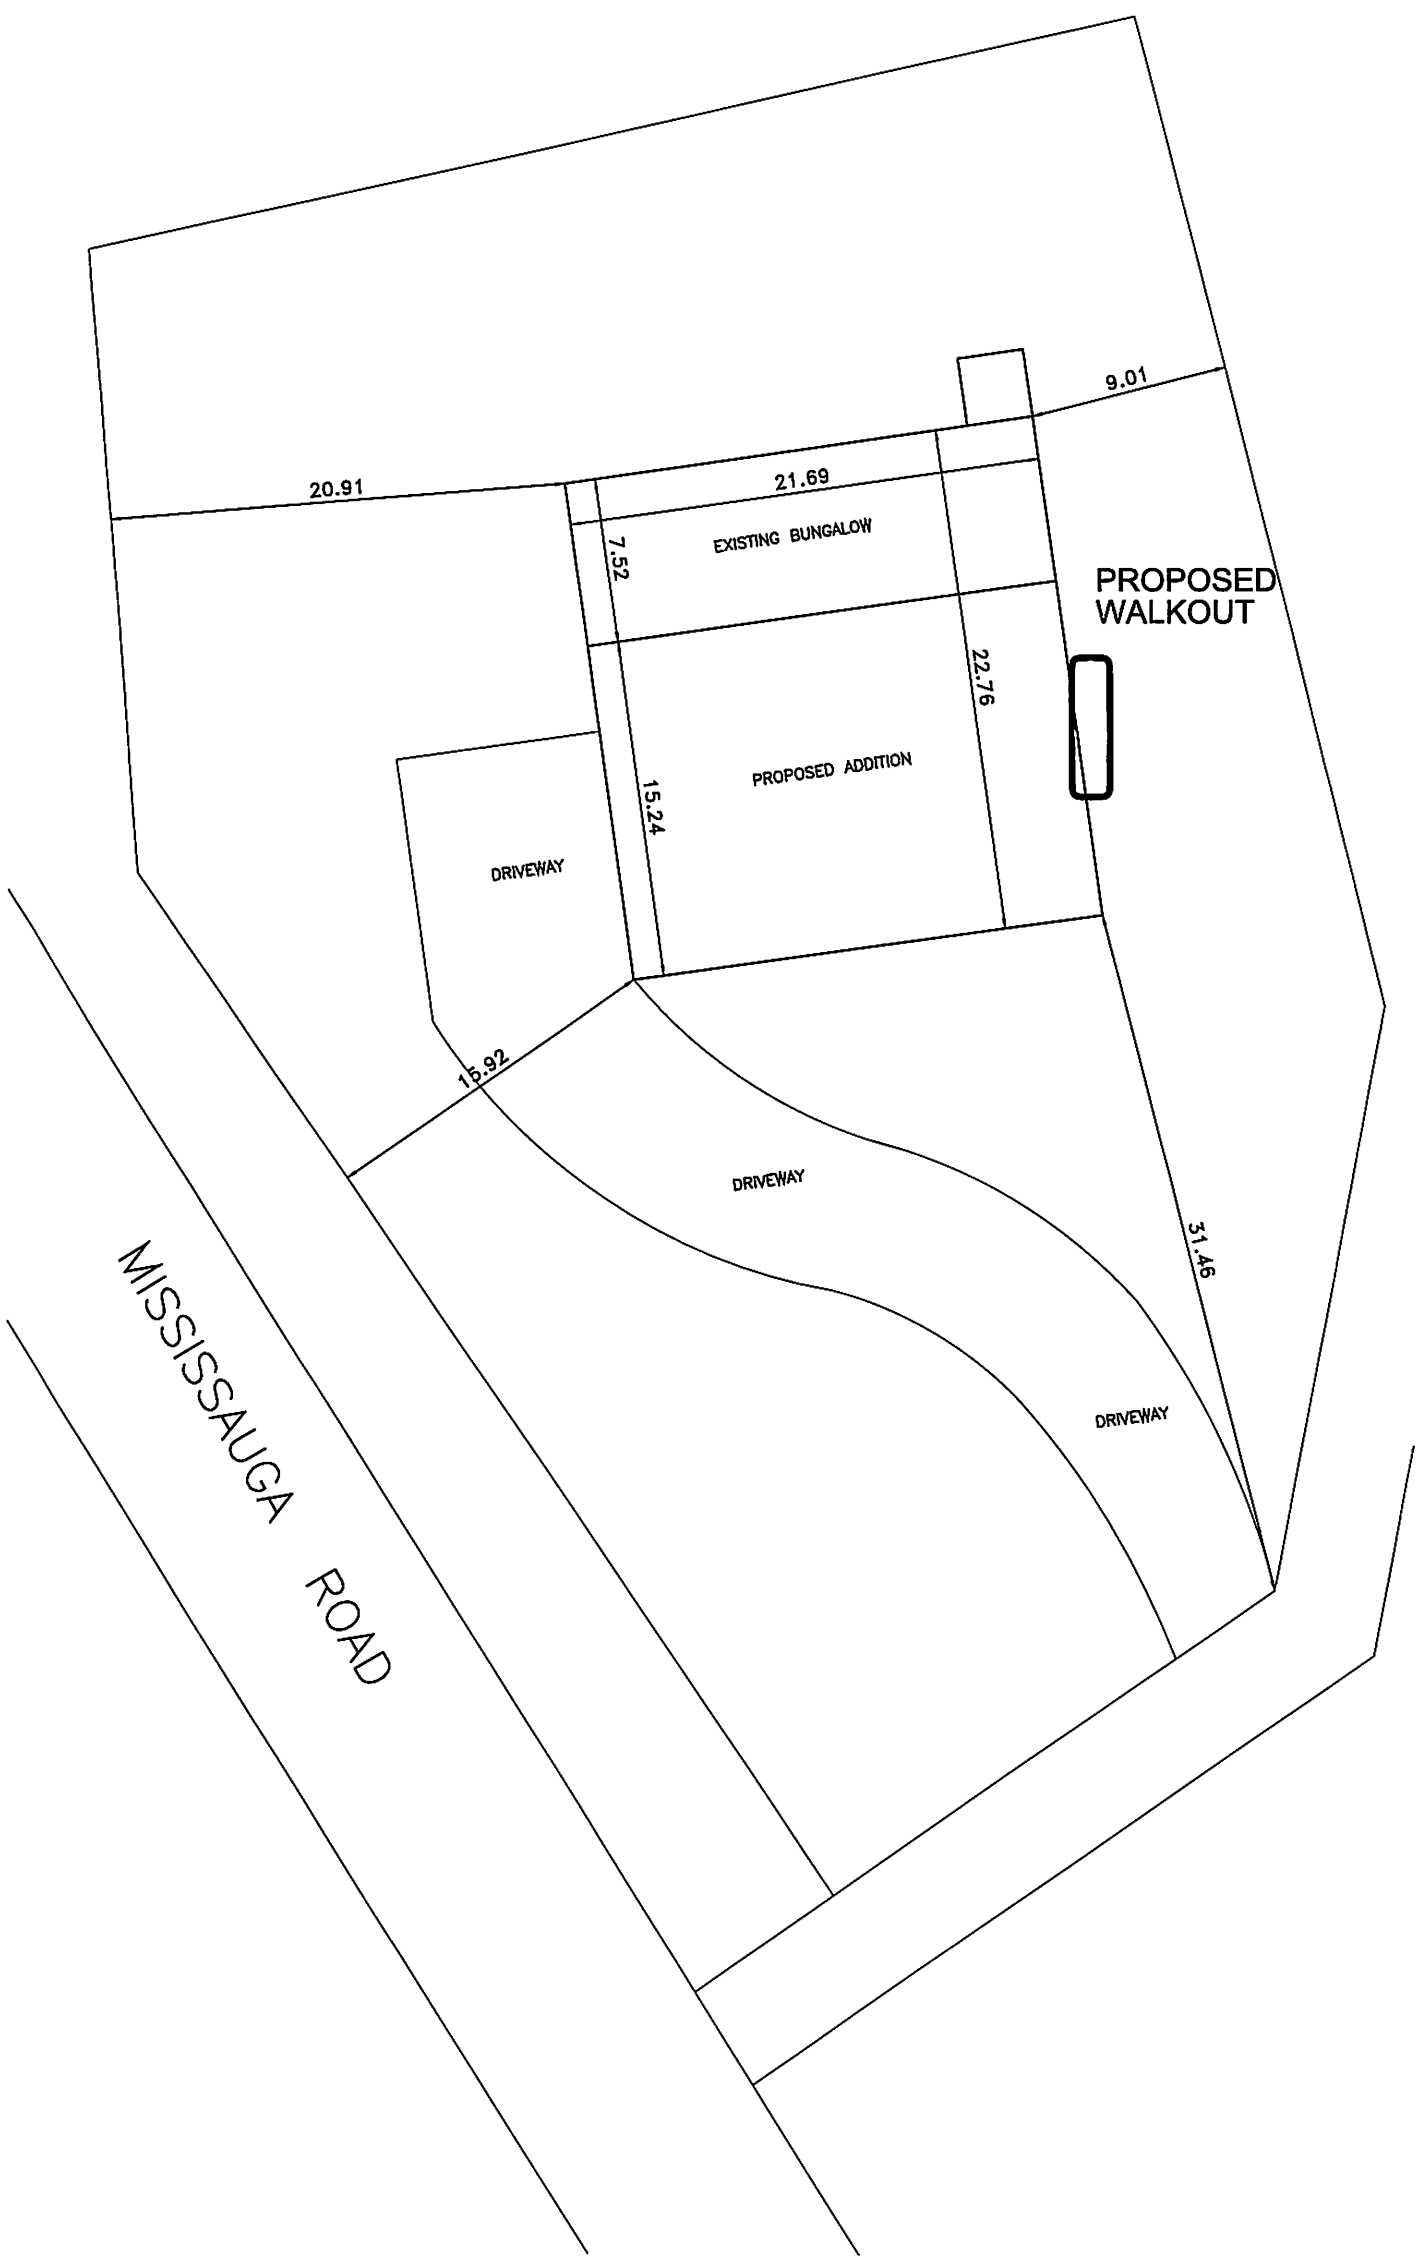 9.01
20.91
21.69
EXISTING BUNGALOW
7.52
PROPOSED
WALKOUT
22.76
PROPOSED ADDITION
15.24
DRIVEWAY
15.92
DRIVEWAY
31.46
DRIVEWAY
MISSISSAUGA ROAD